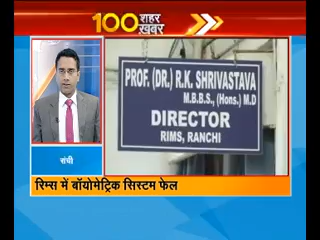 100 शहर
खबर
PROF. (DR.) R.K. SHRIVASTAVA
M.B.B.S., (Hons.) M.D
DIRECTOR
RIMS, RANCHI
रांची
रिम्स में बॉयोमेट्रिक सिस्टम फेल